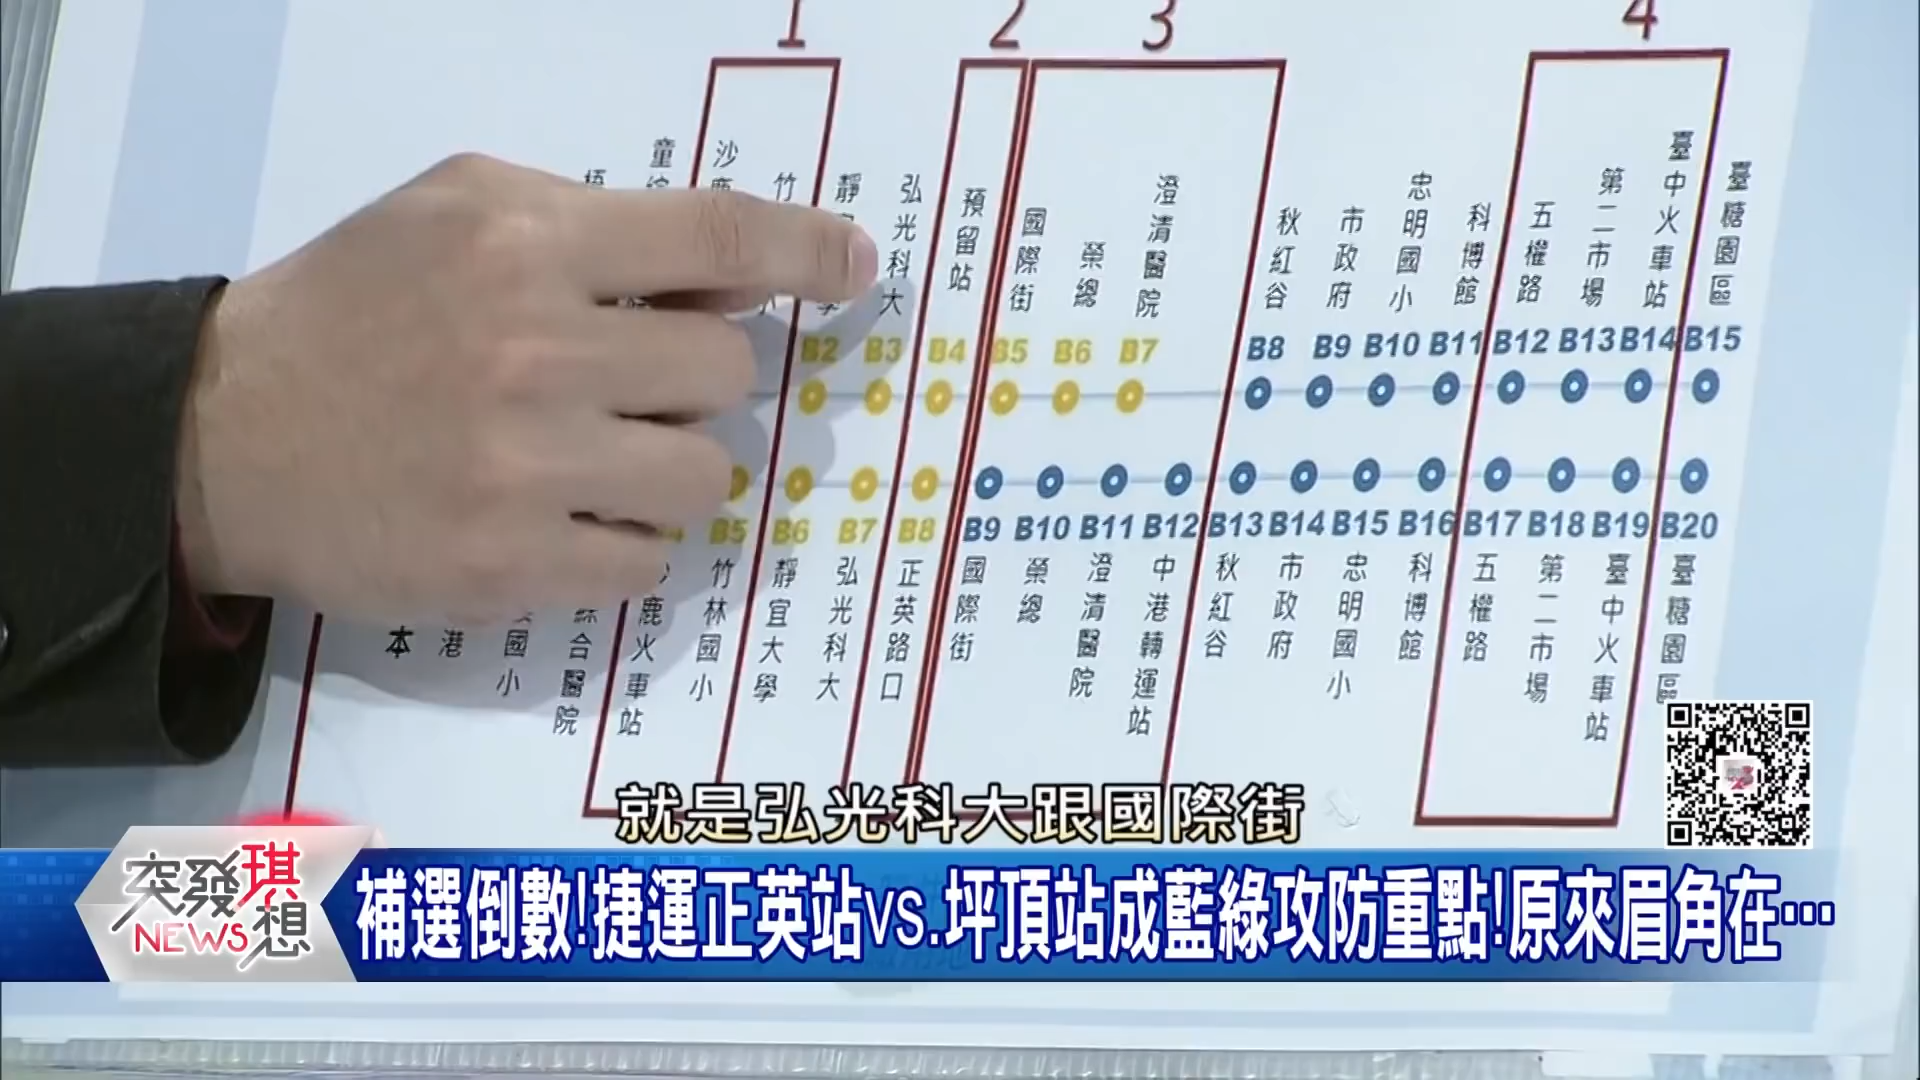 1
2
3
4
沙
竹
弘光科大
預留站
國際街
榮總
澄清醫院
秋紅谷
市政府
忠明國小
科博館
五權路
第二市場
臺中火車站
臺糖園區
B2 B3 B4 B5 B6 B7 B8 B9 B10 B11 B12 B13 B14 B15
B5 B6 B7 B8 B9 B10 B11 B12 B13 B14 B15 B16 B17 B18 B19 B20
本
港
國小
綜合醫院
鹿火車站
竹林國小
靜宜大學
弘光科大
正英路口
國際街
榮總
澄清醫院
中港轉運站
秋紅谷
市政府
忠明國小
科博館
五權路
第二市場
臺中火車站
臺糖園區
就是弘光科大跟國際街
突發琪想
NEWS
補選倒數!捷運正英站vs.坪頂站成藍綠攻防重點!原來眉角在…